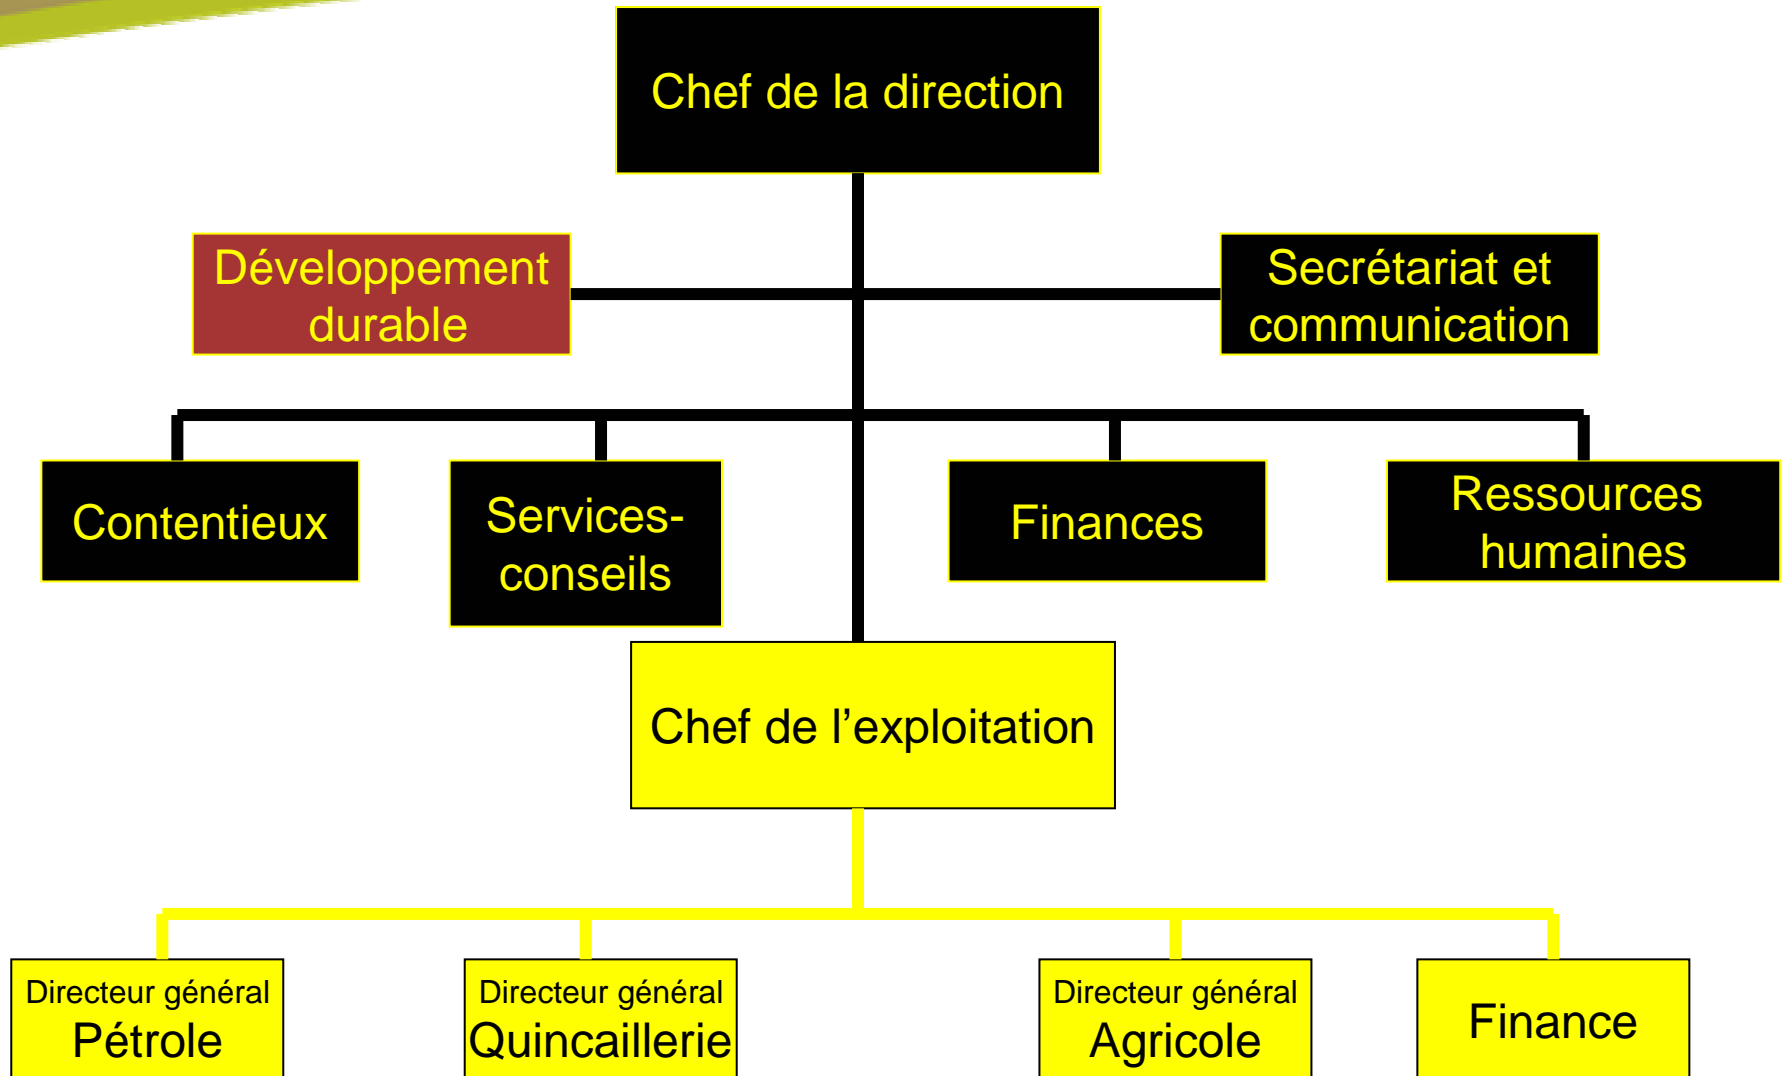 Chef de la direction
Développement
durable
Secrétariat et
communication
Contentieux
Services-
conseils
Finances
Ressources
humaines
Chef de l’exploitation
Directeur général
Pétrole
Directeur général
Quincaillerie
Directeur général
Agricole
Finance